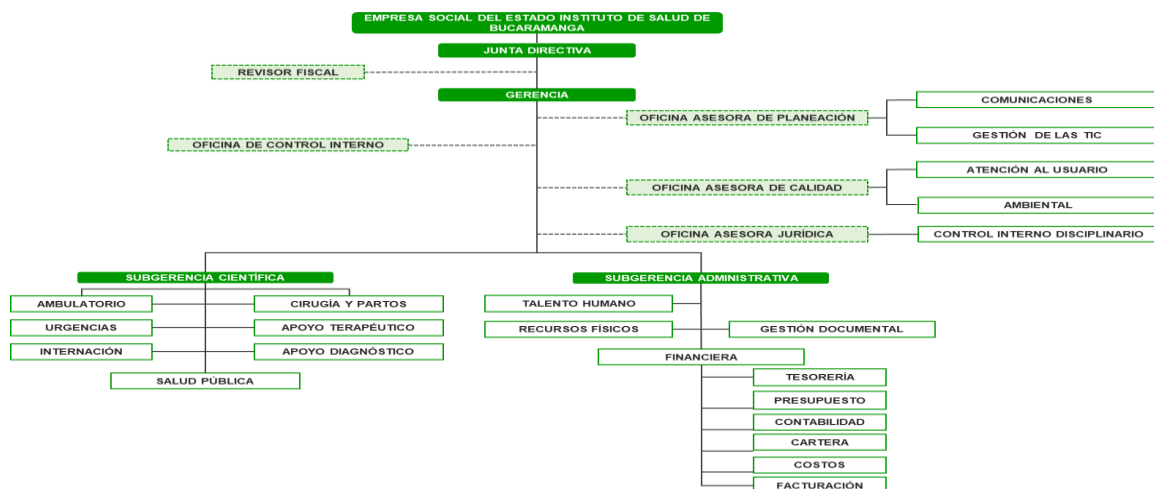 EMPRESA SOCIAL DEL ESTADO INSTITUTO DE SALUD DE
BUCARAMANGA
JUNTA DIRECTIVA
REVISOR FISCAL
GERENCIA
COMUNICACIONES
OFICINA ASESORA DE PLANEACIÓN
GESTIÓN DE LAS TIC
OFICINA DE CONTROL INTERNO
ATENCIÓN AL USUARIO
OFICINA ASESORA DE CALIDAD
AMBIENTAL
OFICINA ASESORA JURÍDICA
CONTROL INTERNO DISCIPLINARIO
SUBGERENCIA CIENTÍFICA
AMBULATORIO
CIRUGÍA Y PARTOS
URGENCIAS
APOYO TERAPÉUTICO
INTERNACIÓN
APOYO DIAGNÓSTICO
SALUD PÚBLICA
SUBGERENCIA ADMINISTRATIVA
TALENTO HUMANO
RECURSOS FÍSICOS
GESTIÓN DOCUMENTAL
FINANCIERA
TESORERÍA
PRESUPUESTO
CONTABILIDAD
CARTERA
COSTOS
FACTURACIÓN